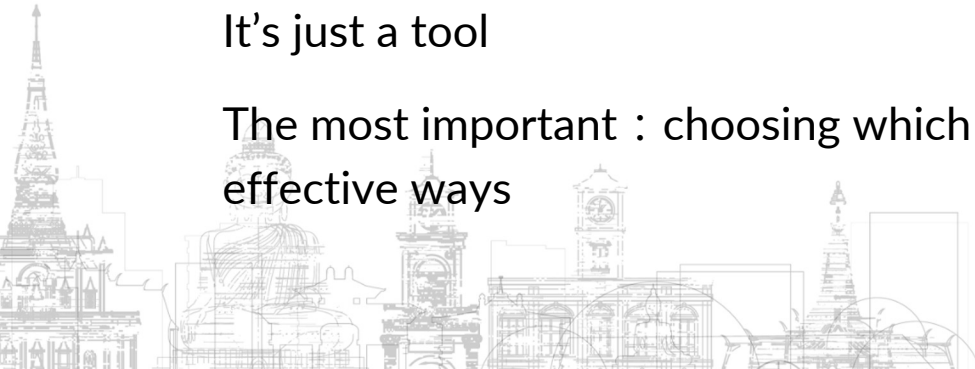 It’s just a tool
The most important：choosing which
effective ways